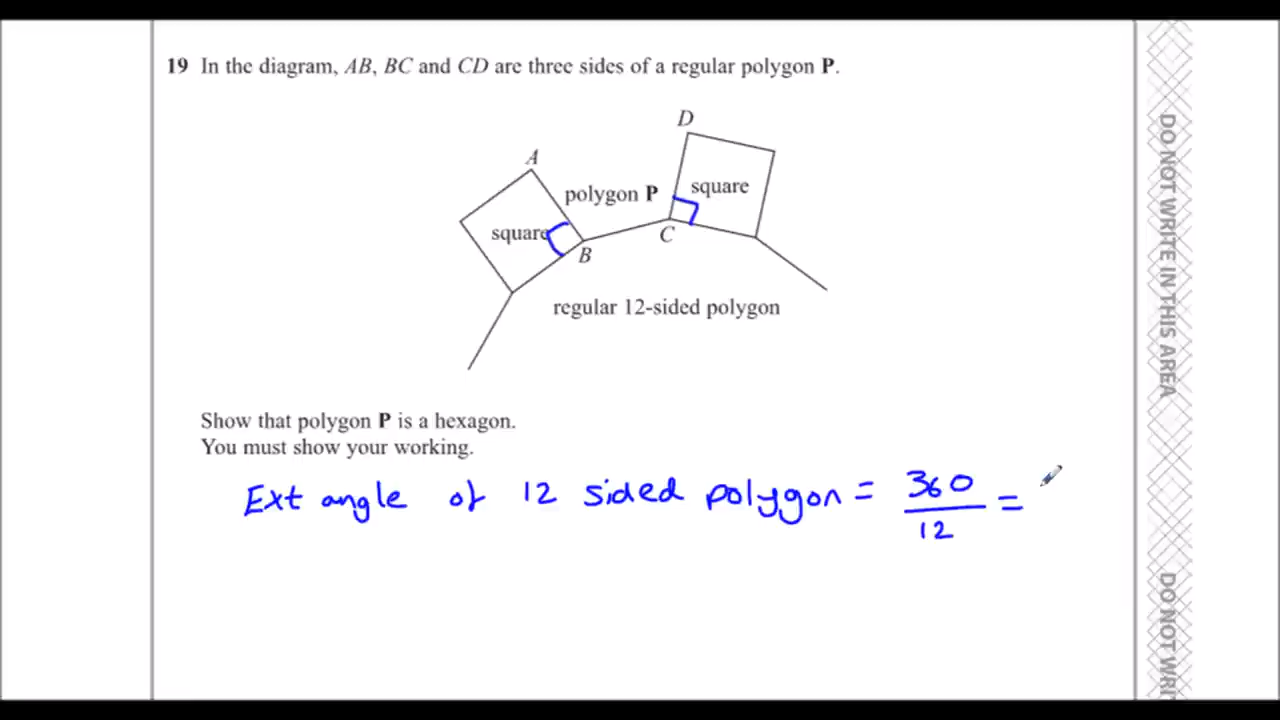 19 In the diagram, AB, BC and CD are three sides of a regular polygon P.
D
A
polygon P
square
square
B
C
regular 12-sided polygon
Show that polygon P is a hexagon.
You must show your working.
Ext angle of 12 sided polygon = 360/12 =
DO NOT WRITE IN THIS AREA
DO NOT WRI